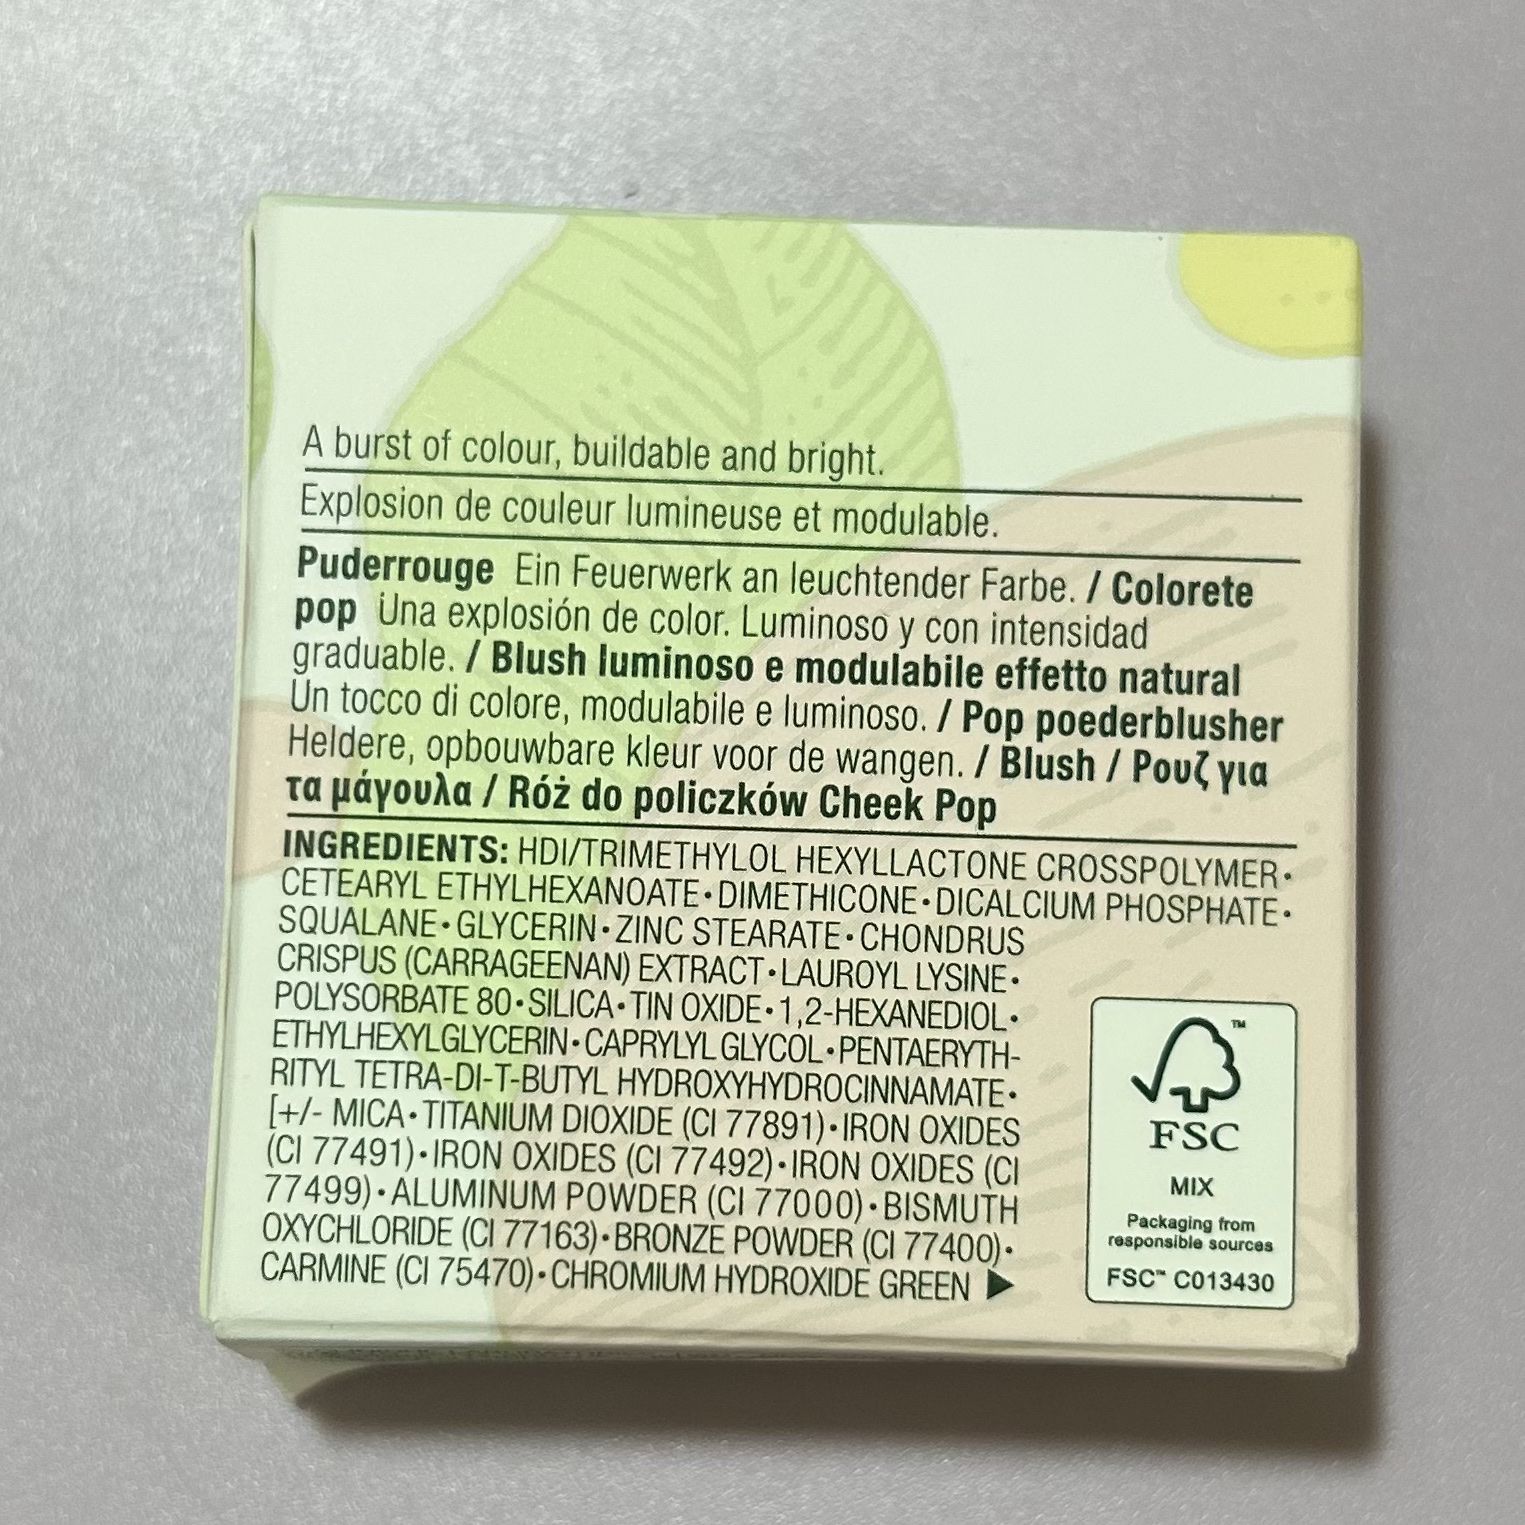 A burst of colour, buildable and bright.
Explosion de couleur lumineuse et modulable.
Puderrouge Ein Feuerwerk an leuchtender Farbe. / Colorete
pop Una explosión de color. Luminoso y con intensidad
graduable. / Blush luminoso e modulabile effetto natural
Un tocco di colore, modulabile e luminoso. / Pop poederblusher
Heldere, opbouwbare kleur voor de wangen. / Blush / Ρουζ για
τα μάγουλα / Róż do policzków Cheek Pop
INGREDIENTS: HDI/TRIMETHYLOL HEXYLLACTONE CROSSPOLYMER•
CETEARYL ETHYLHEXANOATE•DIMETHICONE•DICALCIUM PHOSPHATE•
SQUALANE•GLYCERIN•ZINC STEARATE•CHONDRUS
CRISPUS (CARRAGEENAN) EXTRACT•LAUROYL LYSINE•
POLYSORBATE 80•SILICA•TIN OXIDE•1,2-HEXANEDIOL•
ETHYLHEXYLGLYCERIN•CAPRYLYL GLYCOL•PENTAERYTH-
RITYL TETRA-DI-T-BUTYL HYDROXYHYDROCINNAMATE•
[+/- MICA•TITANIUM DIOXIDE (CI 77891)•IRON OXIDES
(CI 77491)•IRON OXIDES (CI 77492)•IRON OXIDES (CI
77499)•ALUMINUM POWDER (CI 77000)•BISMUTH
OXYCHLORIDE (CI 77163)•BRONZE POWDER (CI 77400)•
CARMINE (CI 75470)•CHROMIUM HYDROXIDE GREEN ▶
™
FSC
MIX
Packaging from
responsible sources
FSC™ C013430